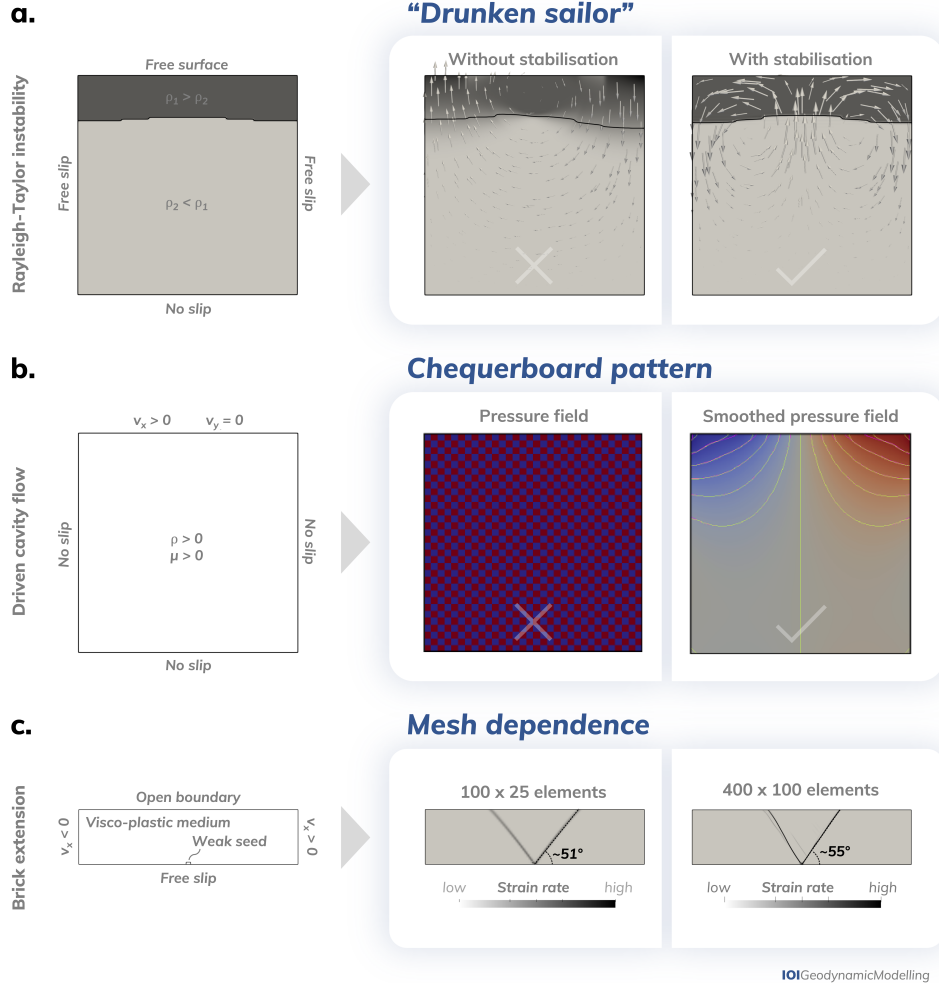 a.
“Drunken sailor”
Rayleigh-Taylor instability
Free surface
ρ1 > ρ2
Free slip
Free slip
ρ2 < ρ1
No slip
Without stabilisation
With stabilisation
b.
Chequerboard pattern
Driven cavity flow
vx > 0 vy = 0
No slip
No slip
ρ > 0
μ > 0
No slip
Pressure field
Smoothed pressure field
c.
Mesh dependence
Brick extension
Open boundary
vx < 0
vx > 0
Visco-plastic medium
Weak seed
Free slip
100 x 25 elements
~51°
low Strain rate high
400 x 100 elements
~55°
low Strain rate high
101GeodynamicModelling